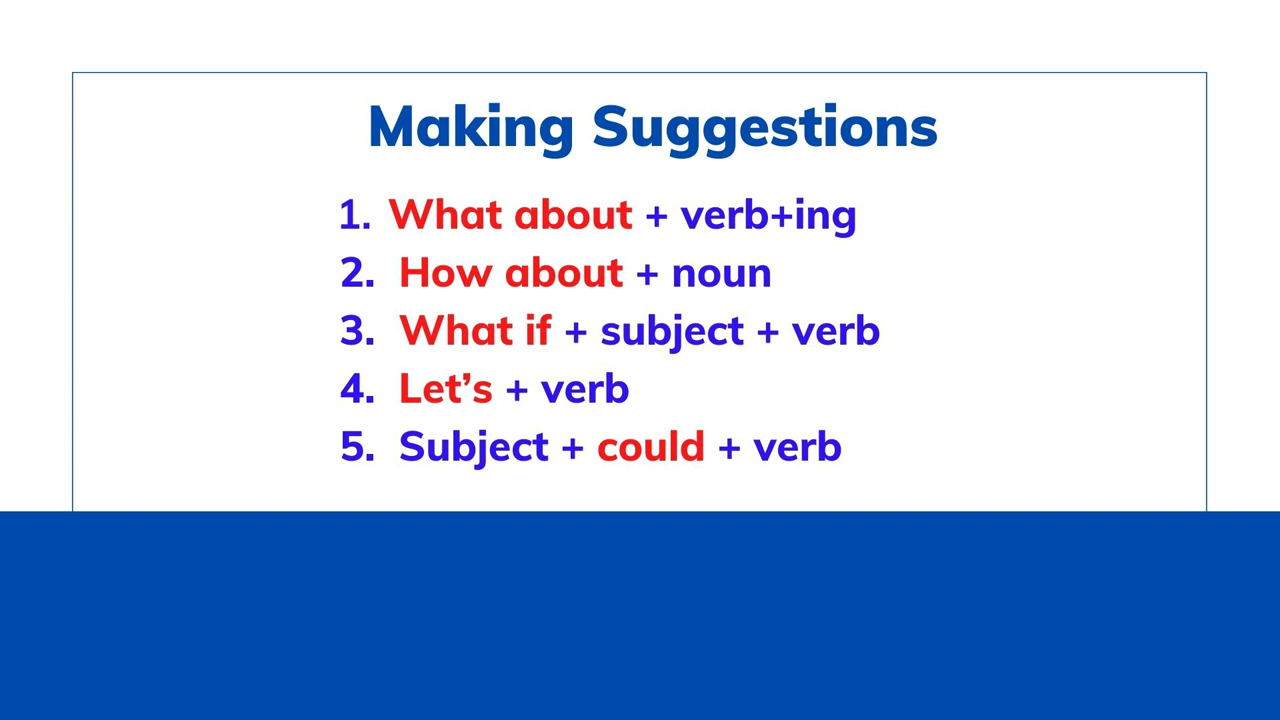 Making Suggestions
1. What about + verb+ing
2. How about + noun
3. What if + subject + verb
4. Let’s + verb
5. Subject + could + verb